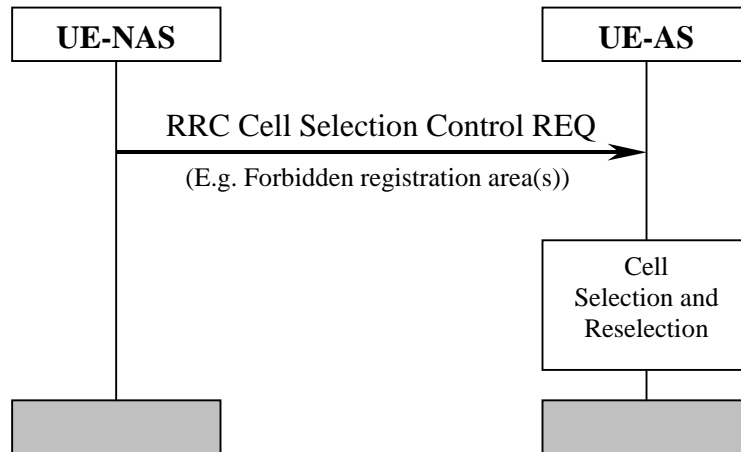 UE-NAS
UE-AS
RRC Cell Selection Control REQ
(E.g. Forbidden registration area(s))
Cell
Selection and
Reselection